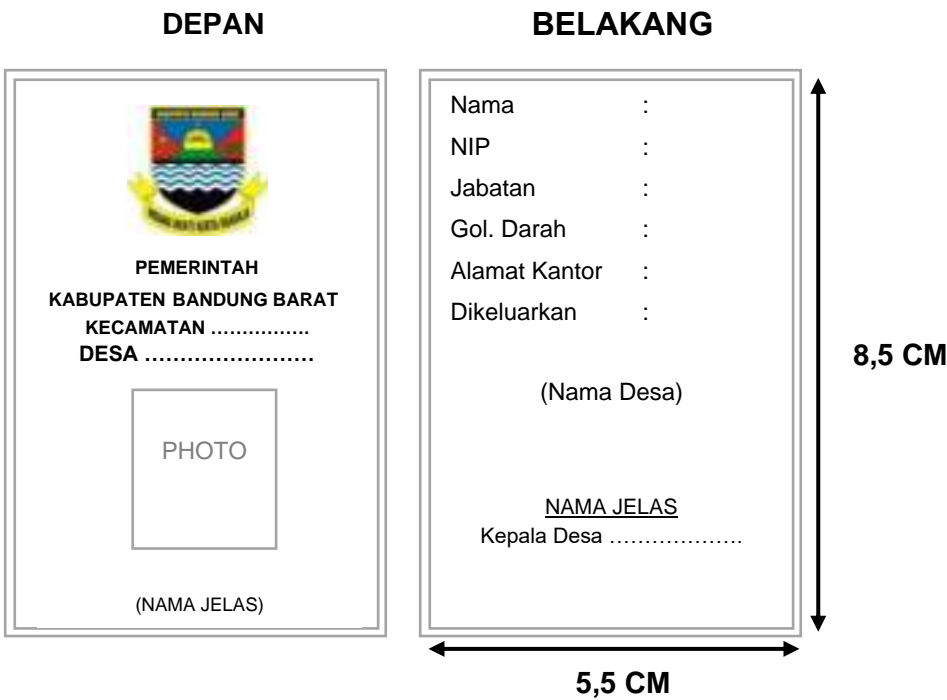 DEPAN
PEMERINTAH
KABUPATEN BANDUNG BARAT
KECAMATAN …………….
DESA ……………………
PHOTO
(NAMA JELAS)
BELAKANG
Nama :
NIP :
Jabatan :
Gol. Darah :
Alamat Kantor :
Dikeluarkan :
(Nama Desa)
NAMA JELAS
Kepala Desa ……………….
8,5 CM
5,5 CM